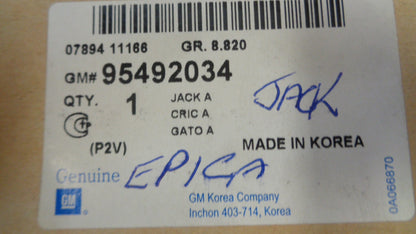 07894 11166 GR. 8.820
GM# 95492034
QTY. 1 JACK A
CRIC A
GATO A
JACK
(P2V) MADE IN KOREA
Genuine EPICA
GM GM Korea Company
Inchon 403-714, Korea
0A066870